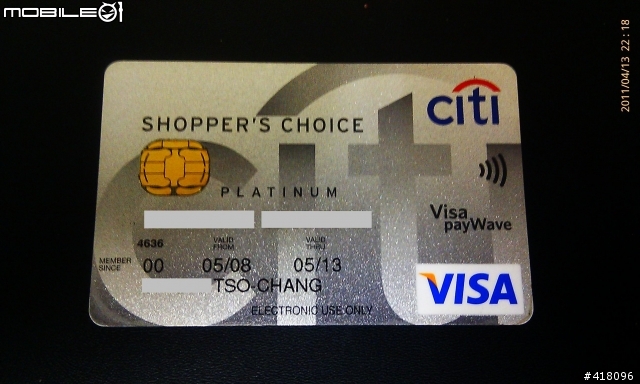 MOBILE01
2011/04/13 22:18
citi
SHOPPER'S CHOICE
PLATINUM
Visa
payWave
4636
VALID FROM
VALID THRU
MEMBER SINCE
00 05/08 05/13
TSO-CHANG
VISA
ELECTRONIC USE ONLY
#418096